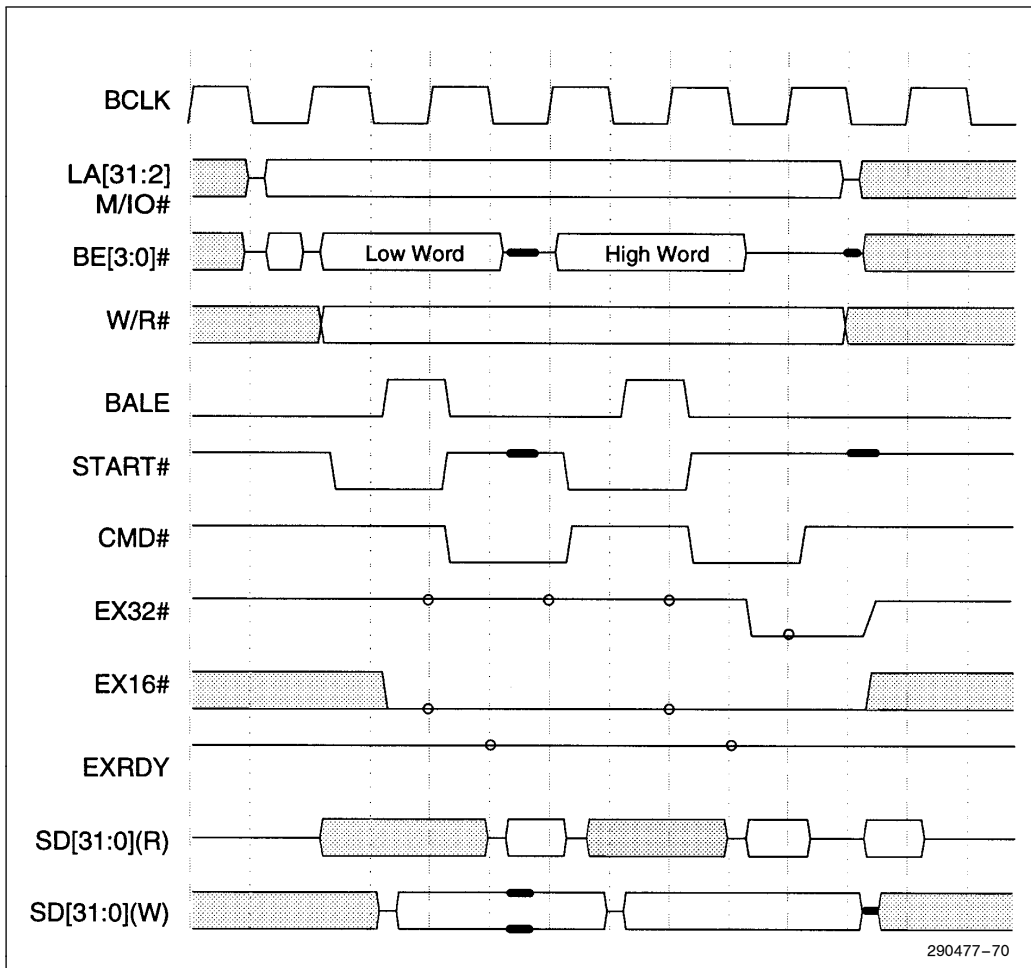 BCLK
LA[31:2]
M/IO#
BE[3:0]#
Low Word
High Word
W/R#
BALE
START#
CMD#
EX32#
EX16#
EXRDY
SD[31:0](R)
SD[31:0](W)
290477–70